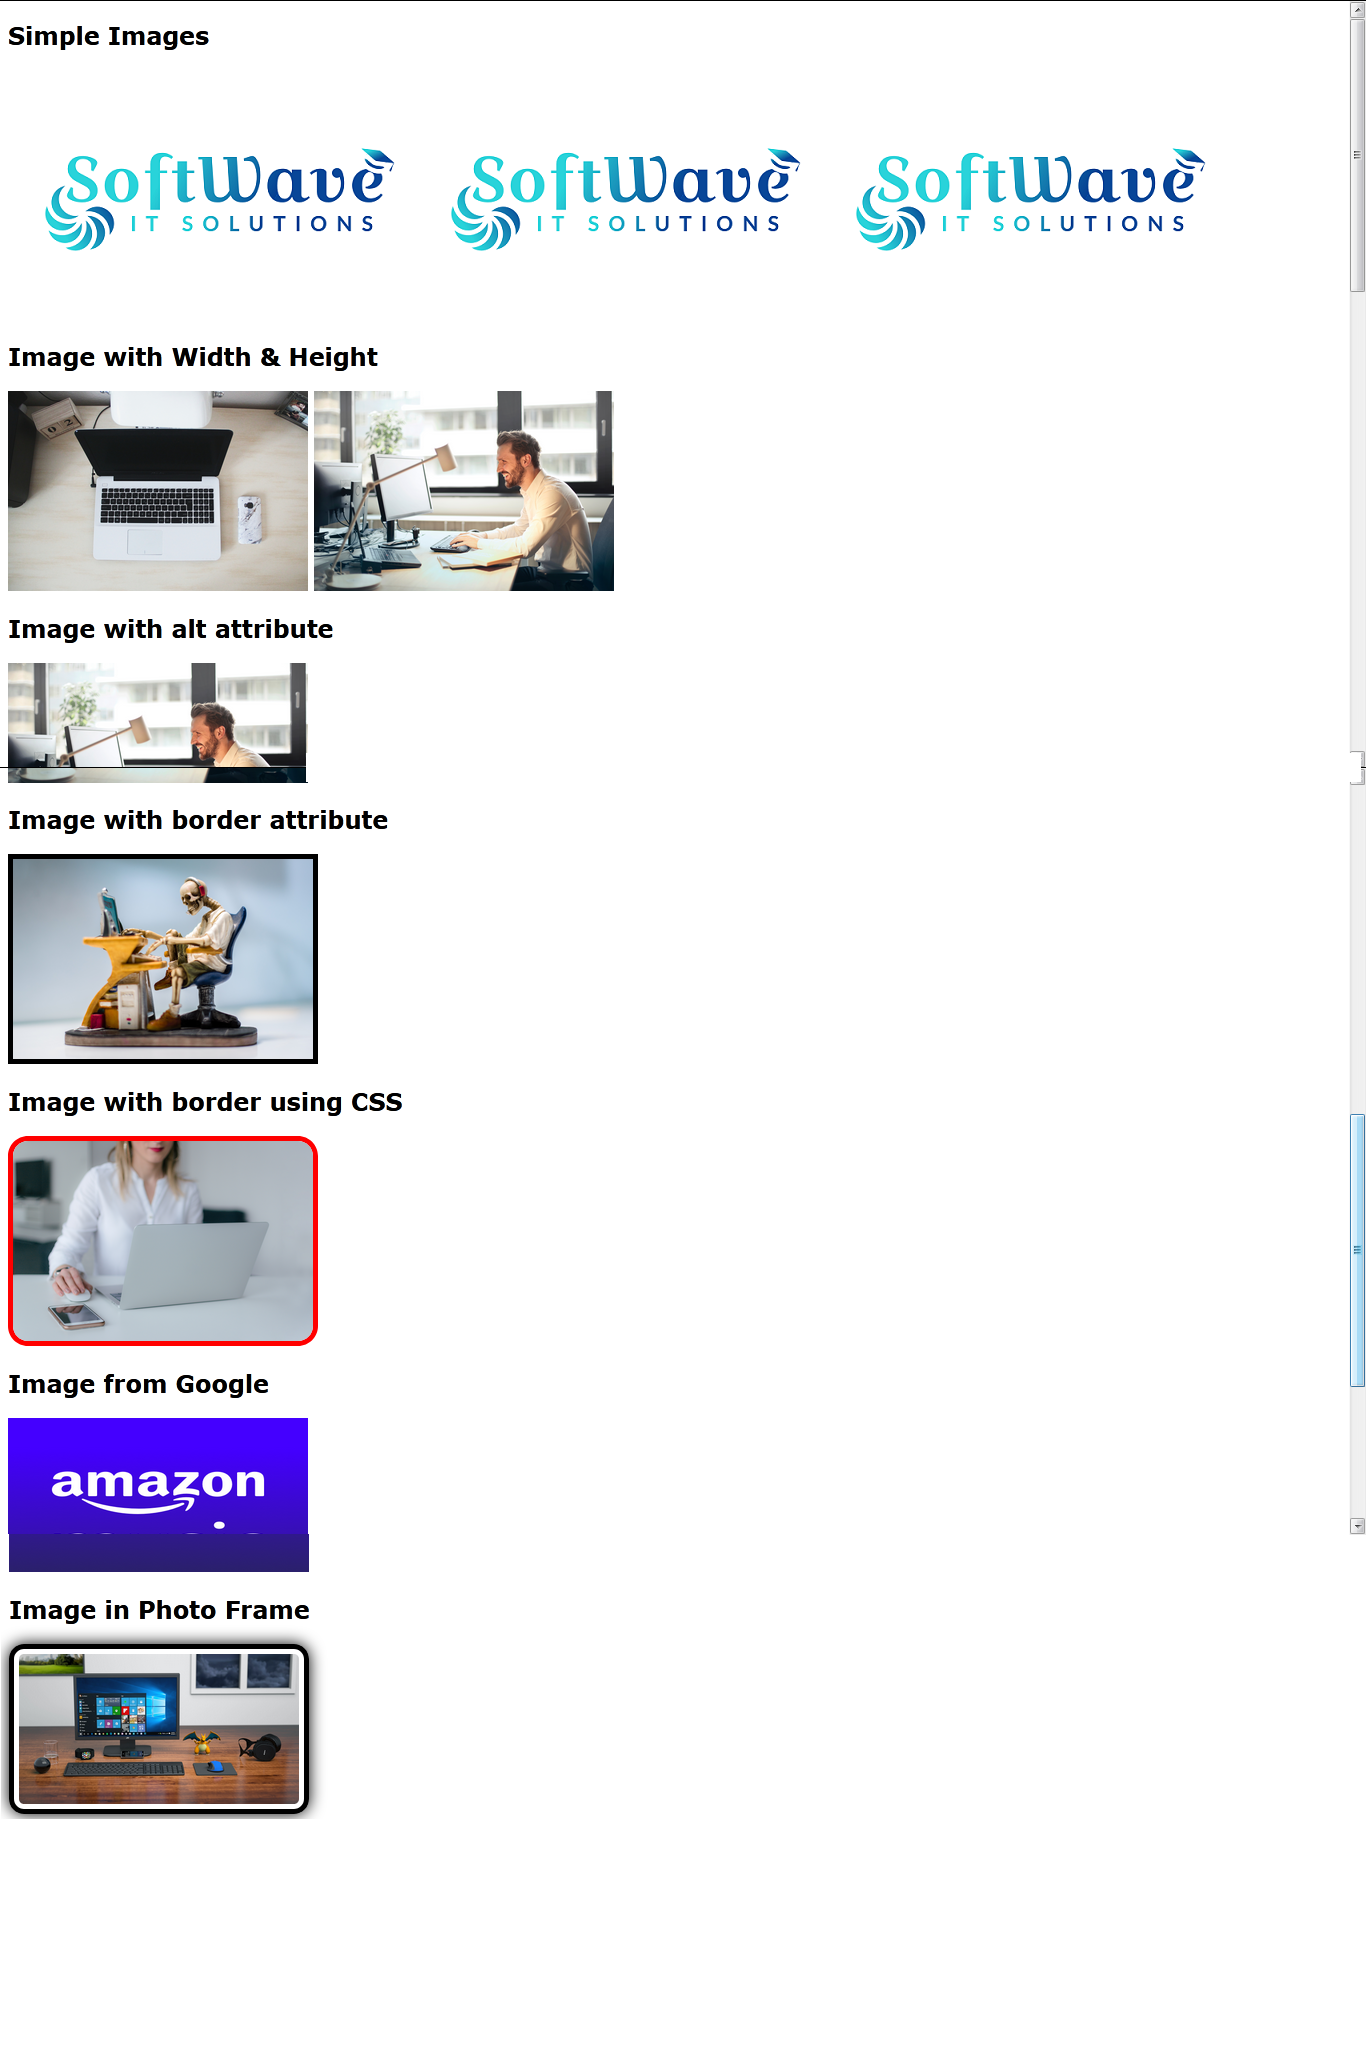 Simple Images
SoftWave SoftWave SoftWave
IT SOLUTIONS IT SOLUTIONS IT SOLUTIONS
Image with Width & Height
02
Image with alt attribute
Image with border attribute
Image with border using CSS
Image from Google
amazon
Image in Photo Frame